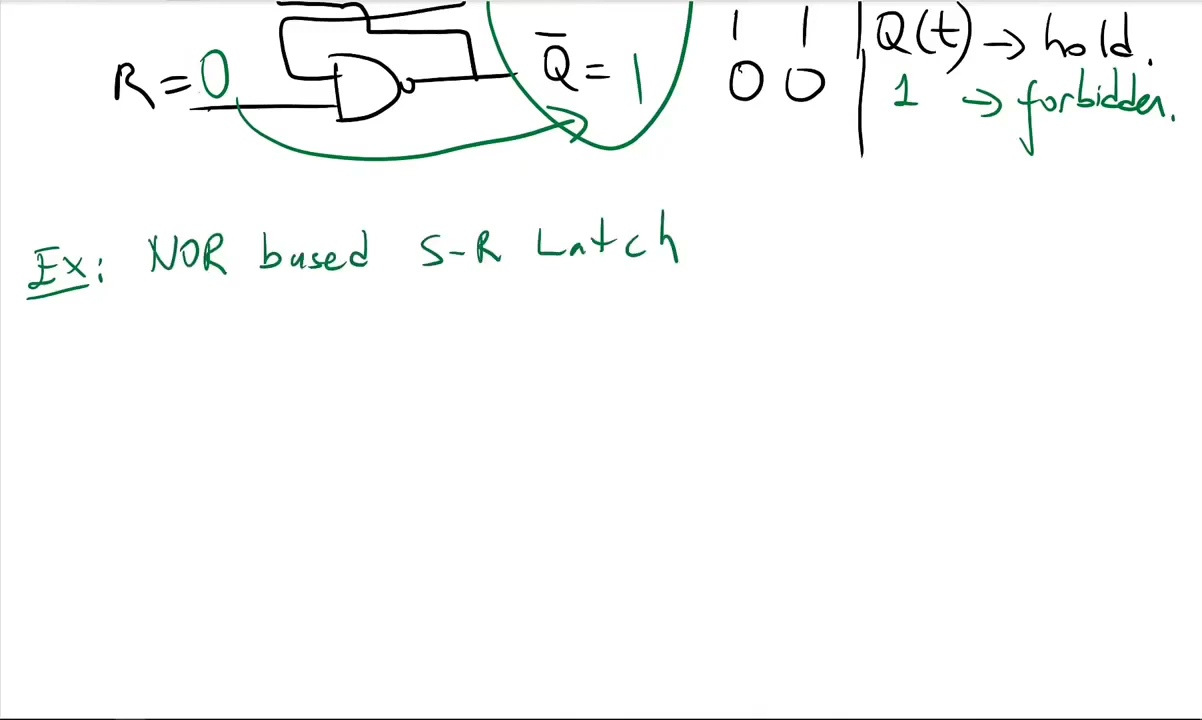 1 1 | Q(t) → hold.
R = 0 Q̅ = 1 0 0 | 1 → forbidden.
Ex: NOR based S-R Latch